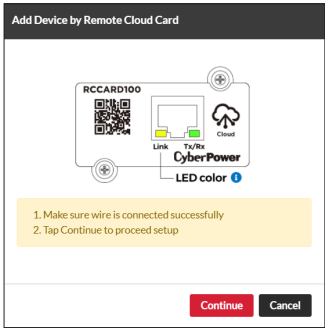 Add Device by Remote Cloud Card
RCCARD100
Cloud
Link Tx/Rx
CyberPower
LED color i
1. Make sure wire is connected successfully
2. Tap Continue to proceed setup
Continue Cancel